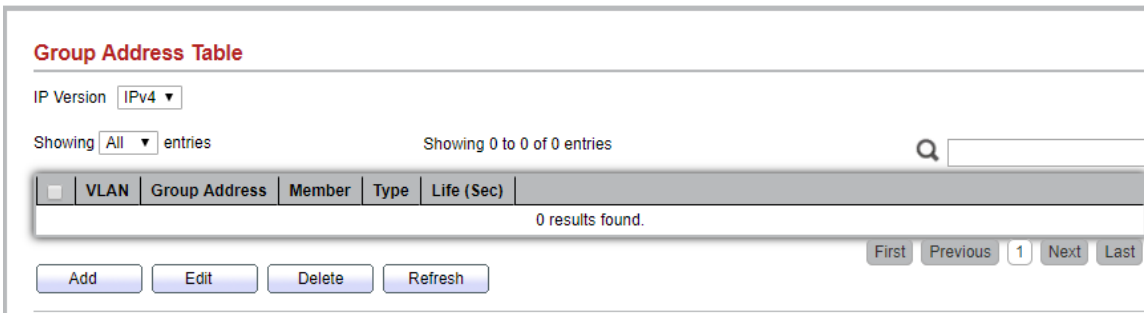 Group Address Table
IP Version IPv4 ▼
Showing All ▼ entries Showing 0 to 0 of 0 entries
VLAN Group Address Member Type Life (Sec)
0 results found.
First Previous 1 Next Last
Add Edit Delete Refresh